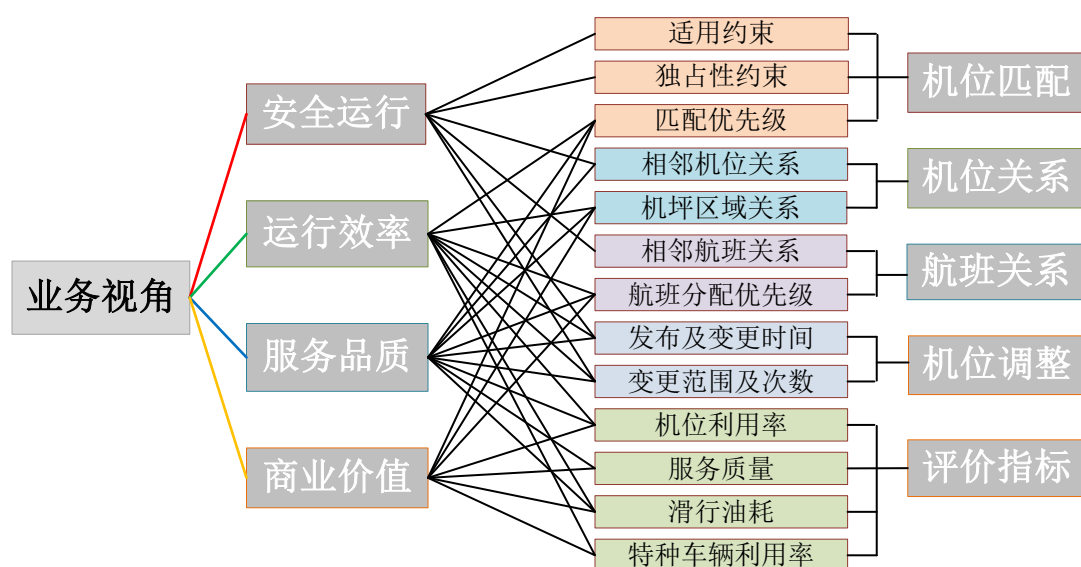 业务视角
安全运行
运行效率
服务品质
商业价值
适用约束
独占性约束
匹配优先级
相邻机位关系
机坪区域关系
相邻航班关系
航班分配优先级
发布及变更时间
变更范围及次数
机位利用率
服务质量
滑行油耗
特种车辆利用率
机位匹配
机位关系
航班关系
机位调整
评价指标